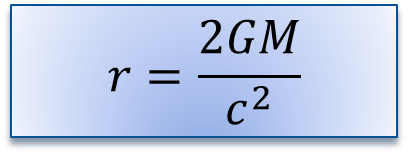 r = 2GM/c²